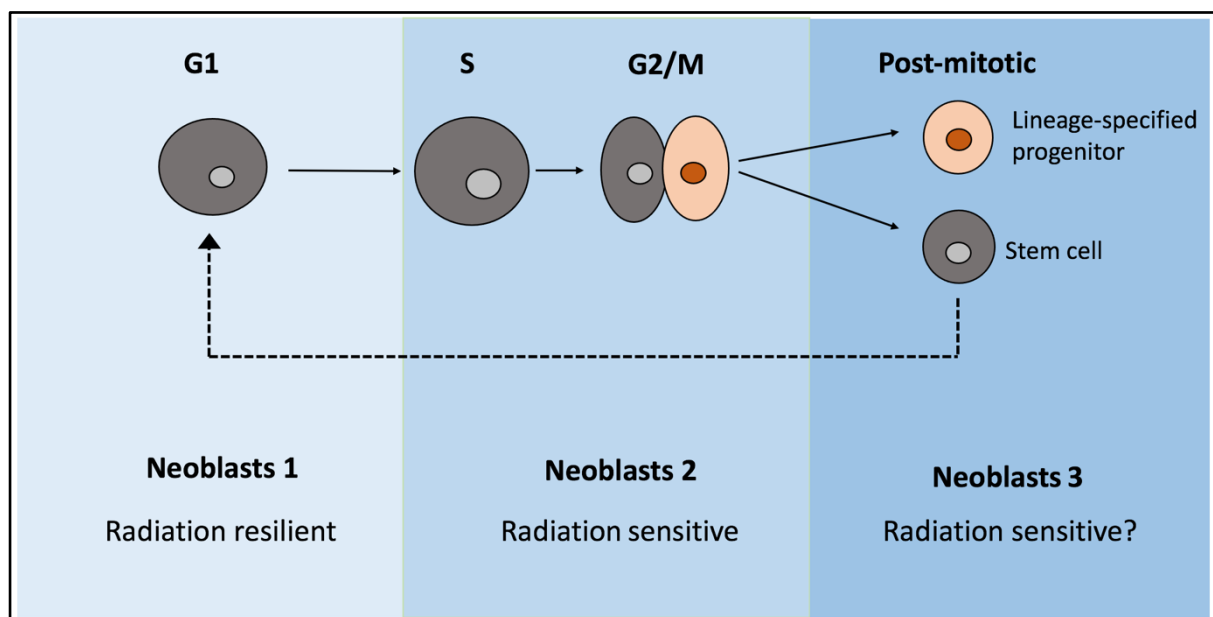 G1
S
G2/M
Post-mitotic
Lineage-specified
progenitor
Stem cell
Neoblasts 1
Neoblasts 2
Neoblasts 3
Radiation resilient
Radiation sensitive
Radiation sensitive?